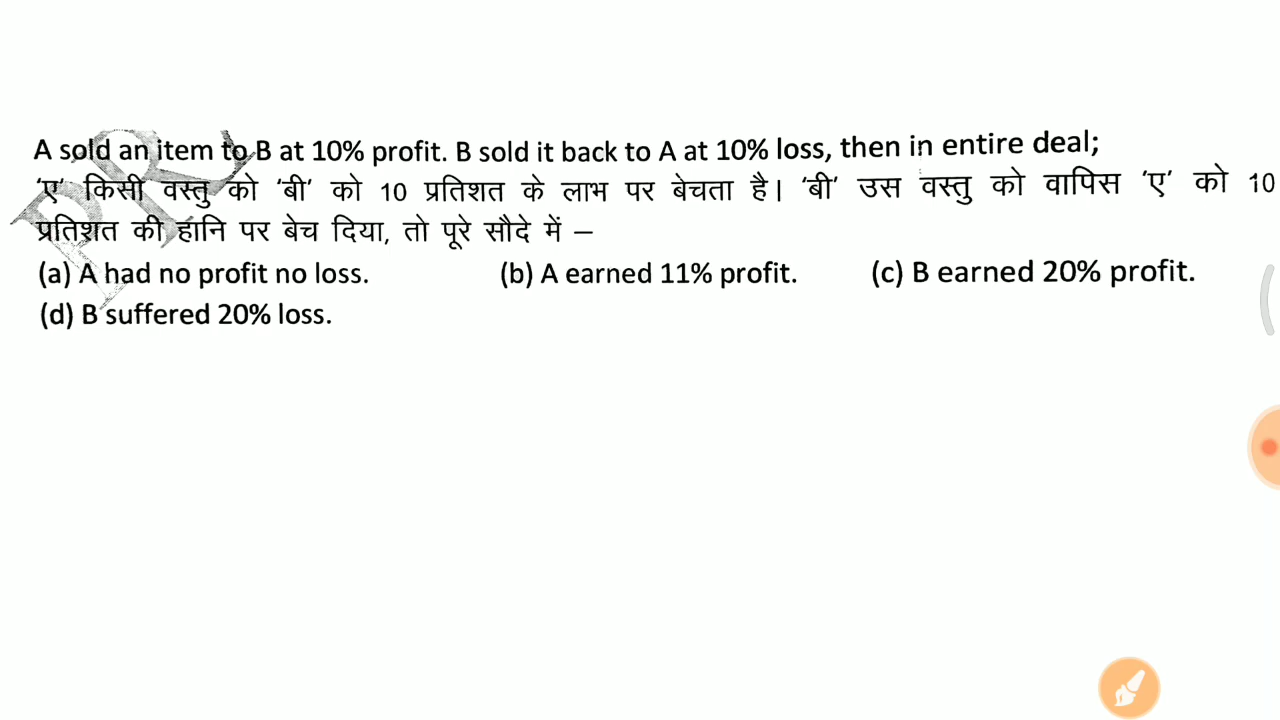 A sold an item to B at 10% profit. B sold it back to A at 10% loss, then in entire deal;
'ए' किसी वस्तु को 'बी' को 10 प्रतिशत के लाभ पर बेचता है। 'बी' उस वस्तु को वापिस 'ए' को 10
प्रतिशत की हानि पर बेच दिया, तो पूरे सौदे में –
(a) A had no profit no loss. (b) A earned 11% profit. (c) B earned 20% profit.
(d) B suffered 20% loss.